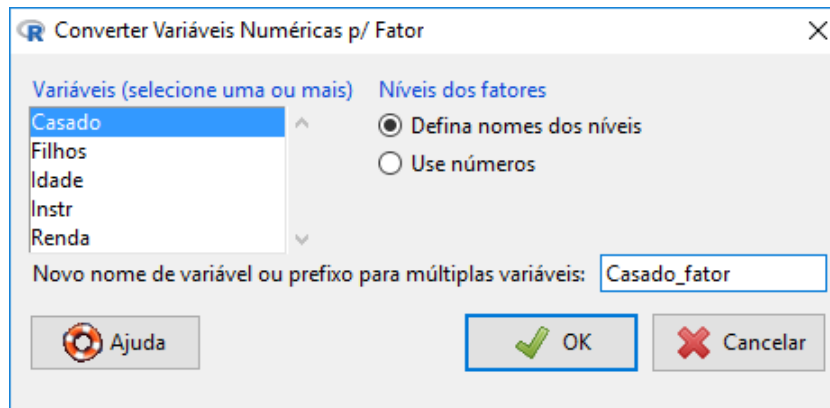 Converter Variáveis Numéricas p/ Fator
Variáveis (selecione uma ou mais)
Casado
Filhos
Idade
Instr
Renda
Níveis dos fatores
Defina nomes dos níveis
Use números
Novo nome de variável ou prefixo para múltiplas variáveis: Casado_fator
Ajuda
OK
Cancelar